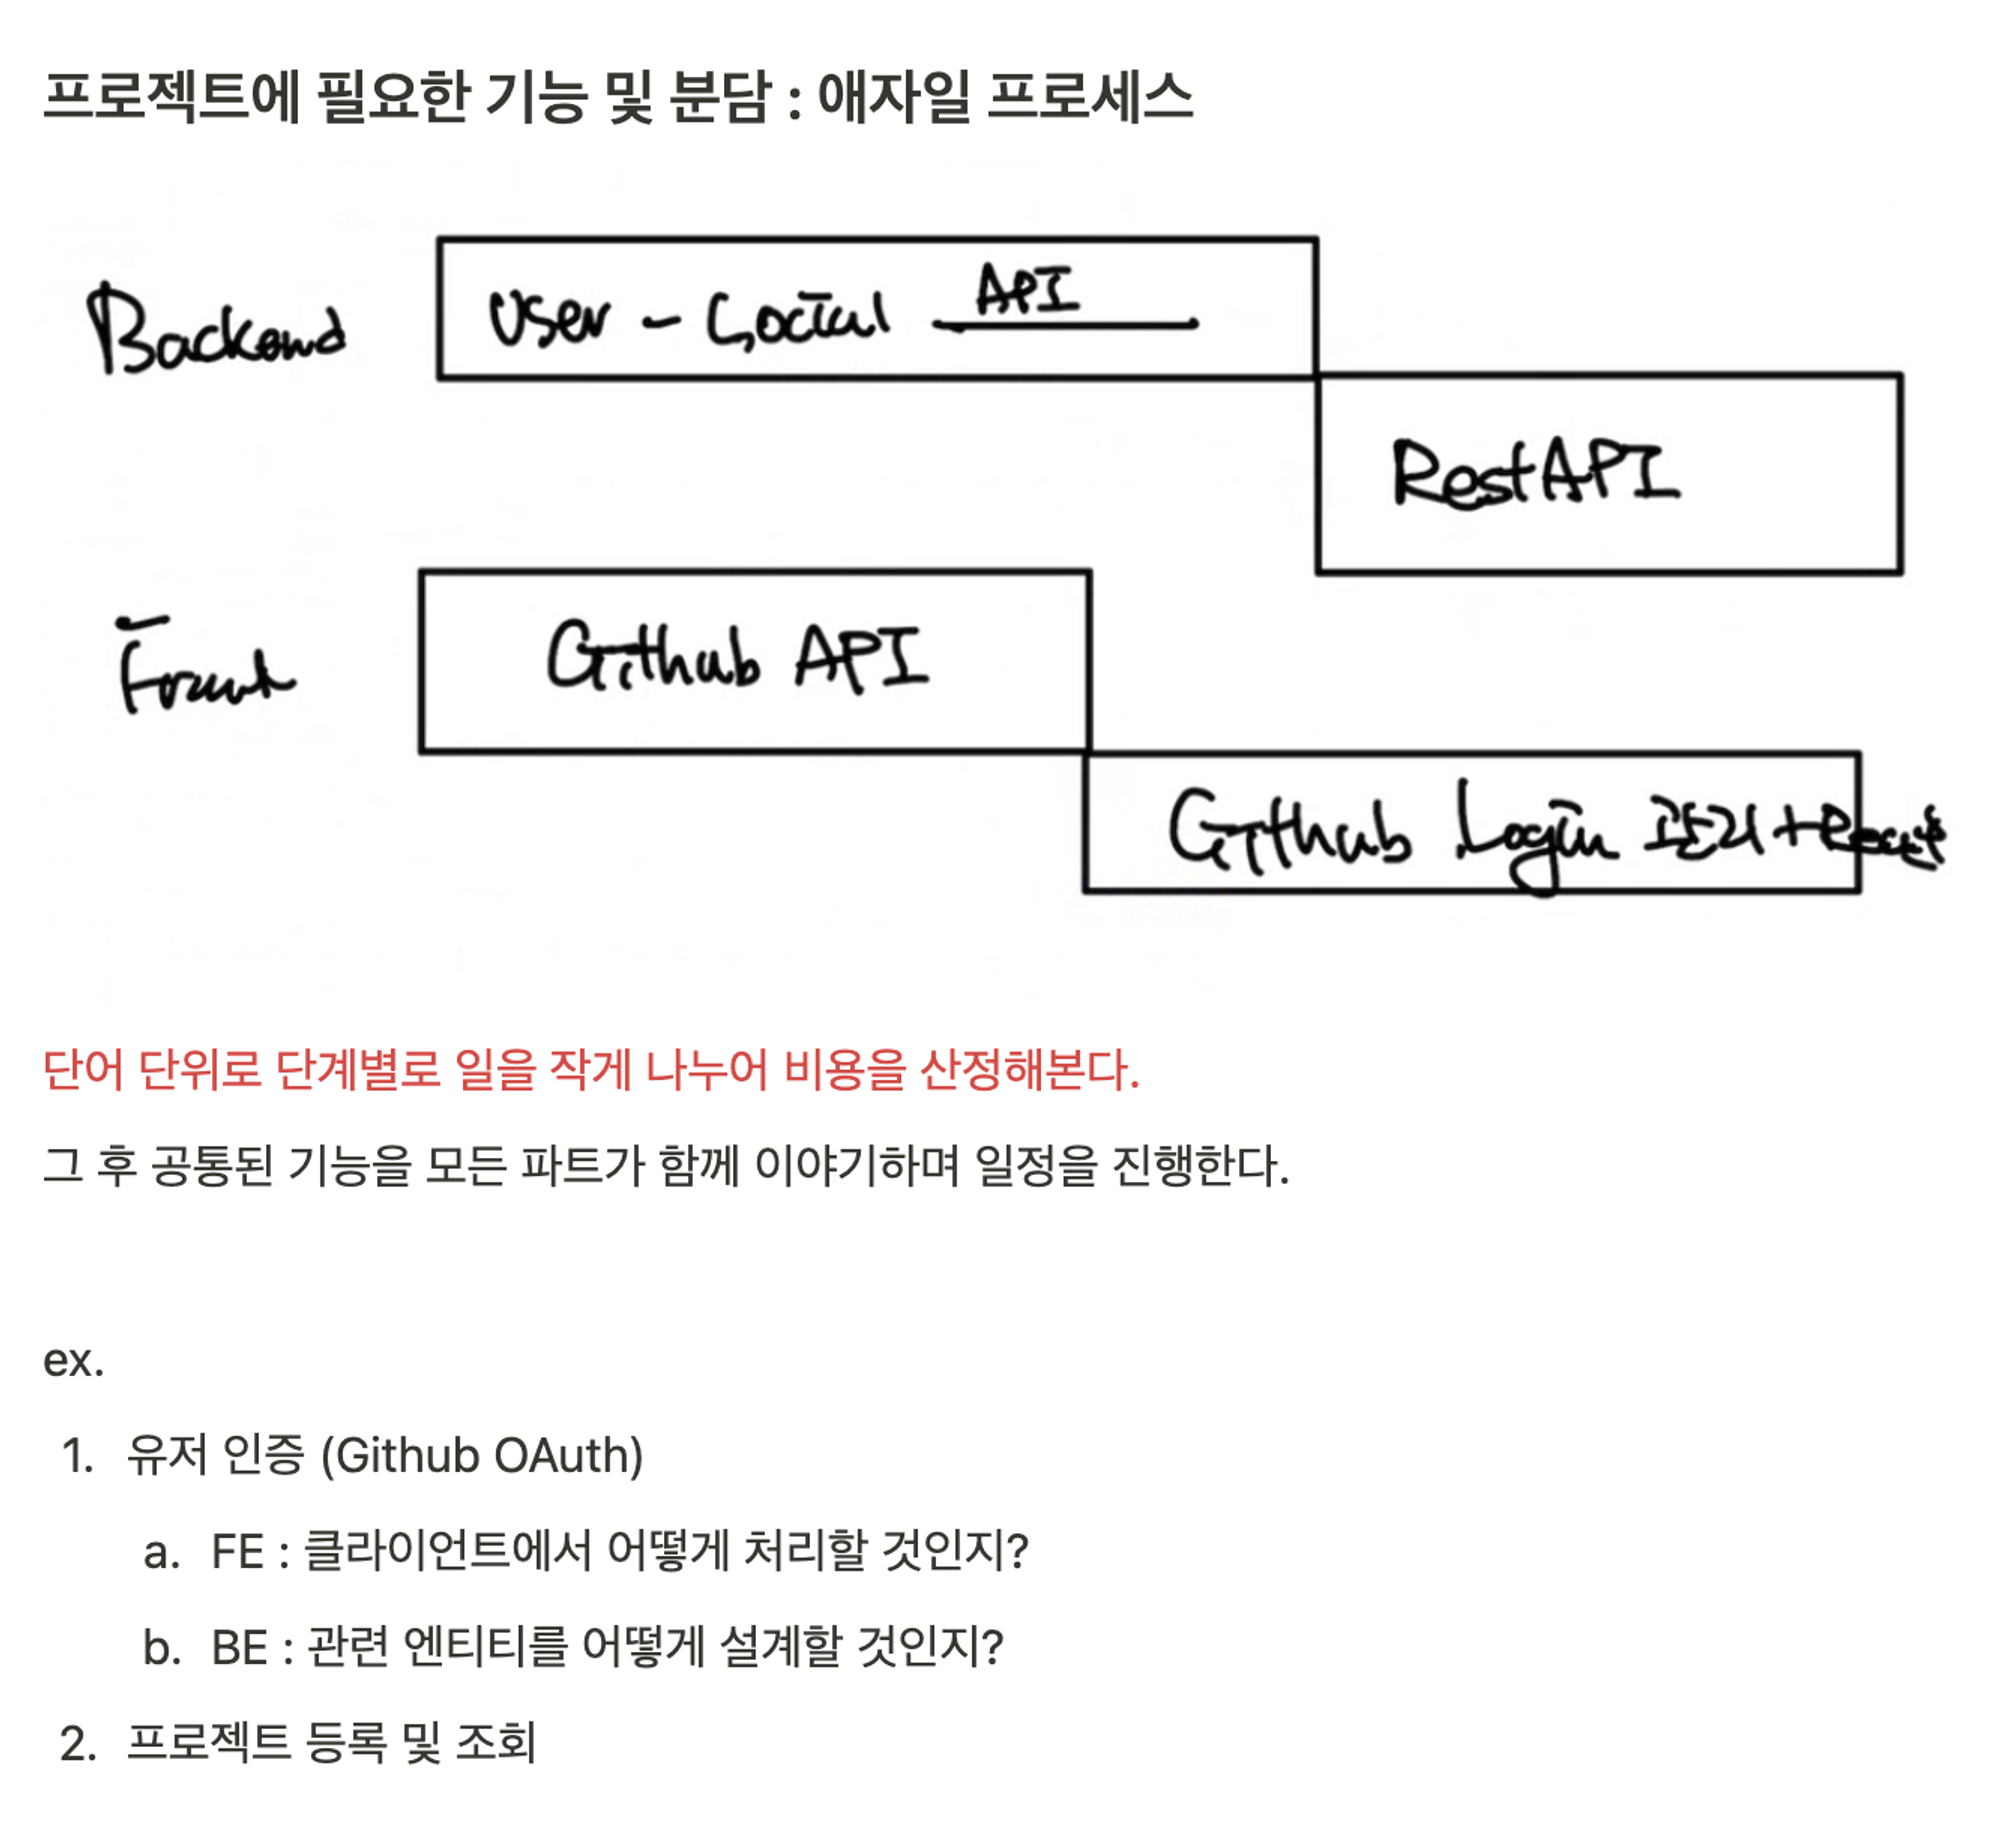 프로젝트에 필요한 기능 및 분담 : 애자일 프로세스
Backend
User - Social API
RestAPI
Front
Github API
Github Login 관리 +
단어 단위로 단계별로 일을 작게 나누어 비용을 산정해본다.
그 후 공통된 기능을 모든 파트가 함께 이야기하며 일정을 진행한다.
ex.
1. 유저 인증 (Github OAuth)
a. FE : 클라이언트에서 어떻게 처리할 것인지?
b. BE : 관련 엔티티를 어떻게 설계할 것인지?
2. 프로젝트 등록 및 조회